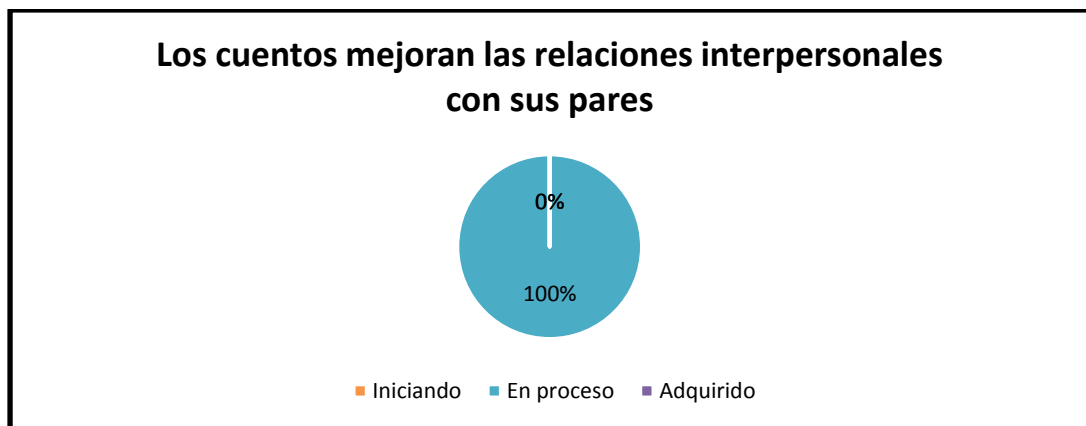 Los cuentos mejoran las relaciones interpersonales
con sus pares
0%
100%
Iniciando En proceso Adquirido